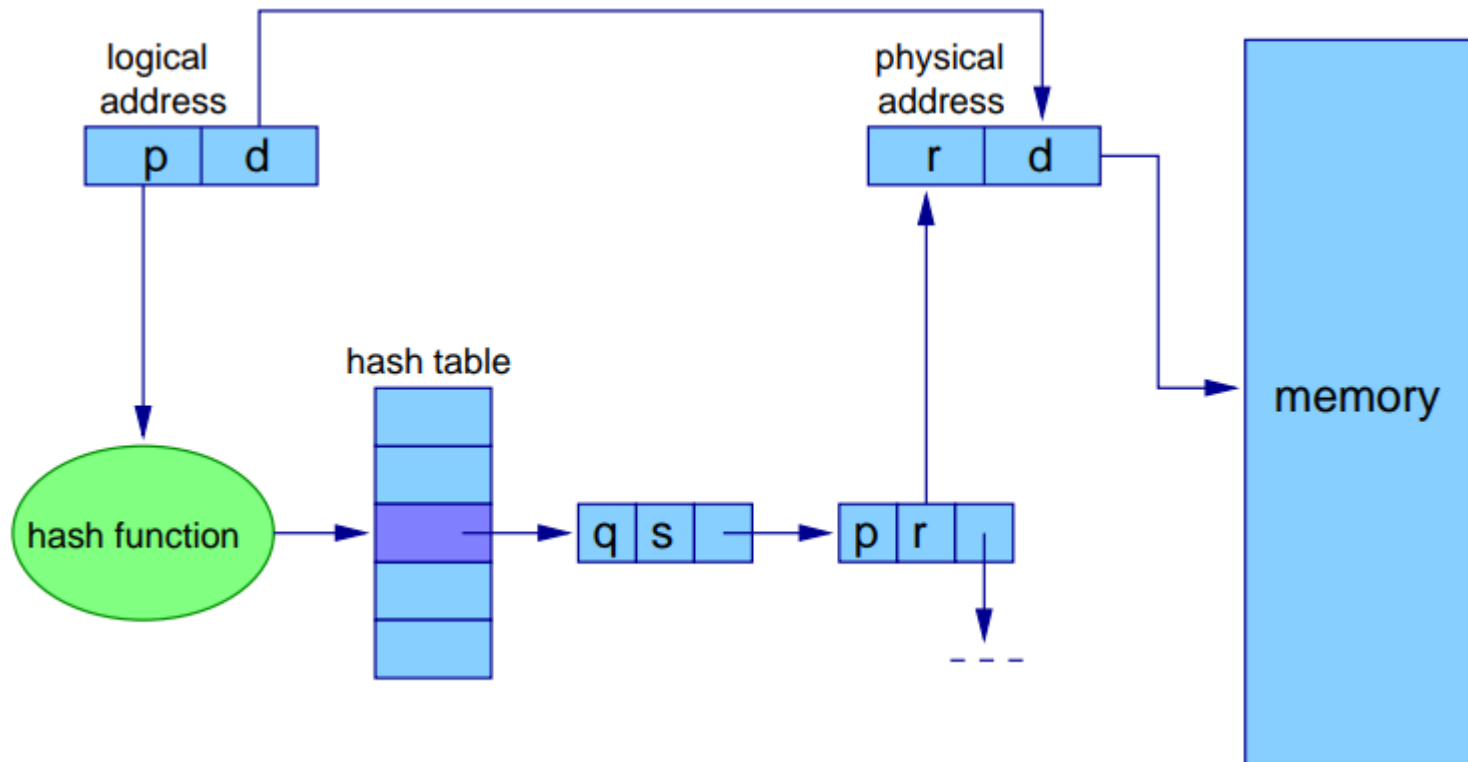 logical
address
p d
physical
address
r d
hash table
hash function
q s
p r
memory